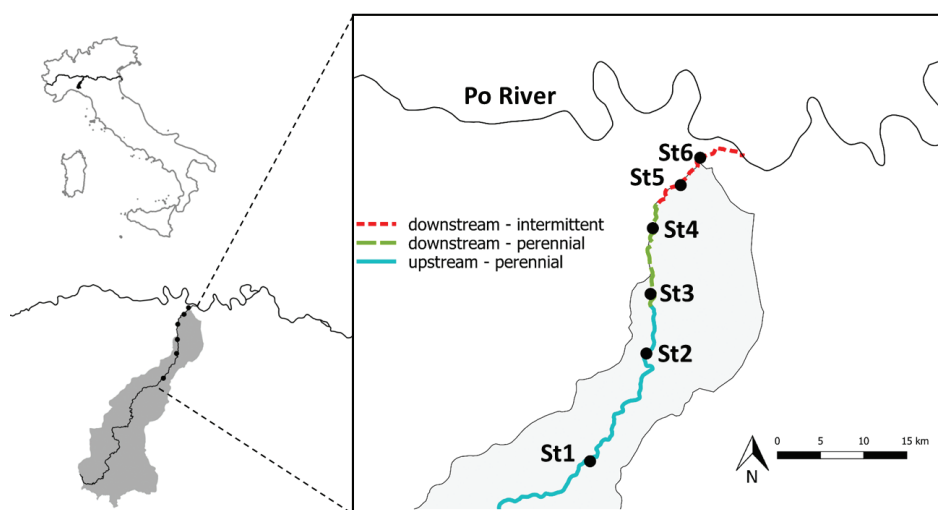 Po River
St6
St5
downstream - intermittent
St4
downstream - perennial
upstream - perennial
St3
St2
St1
0 5 10 15 km
N